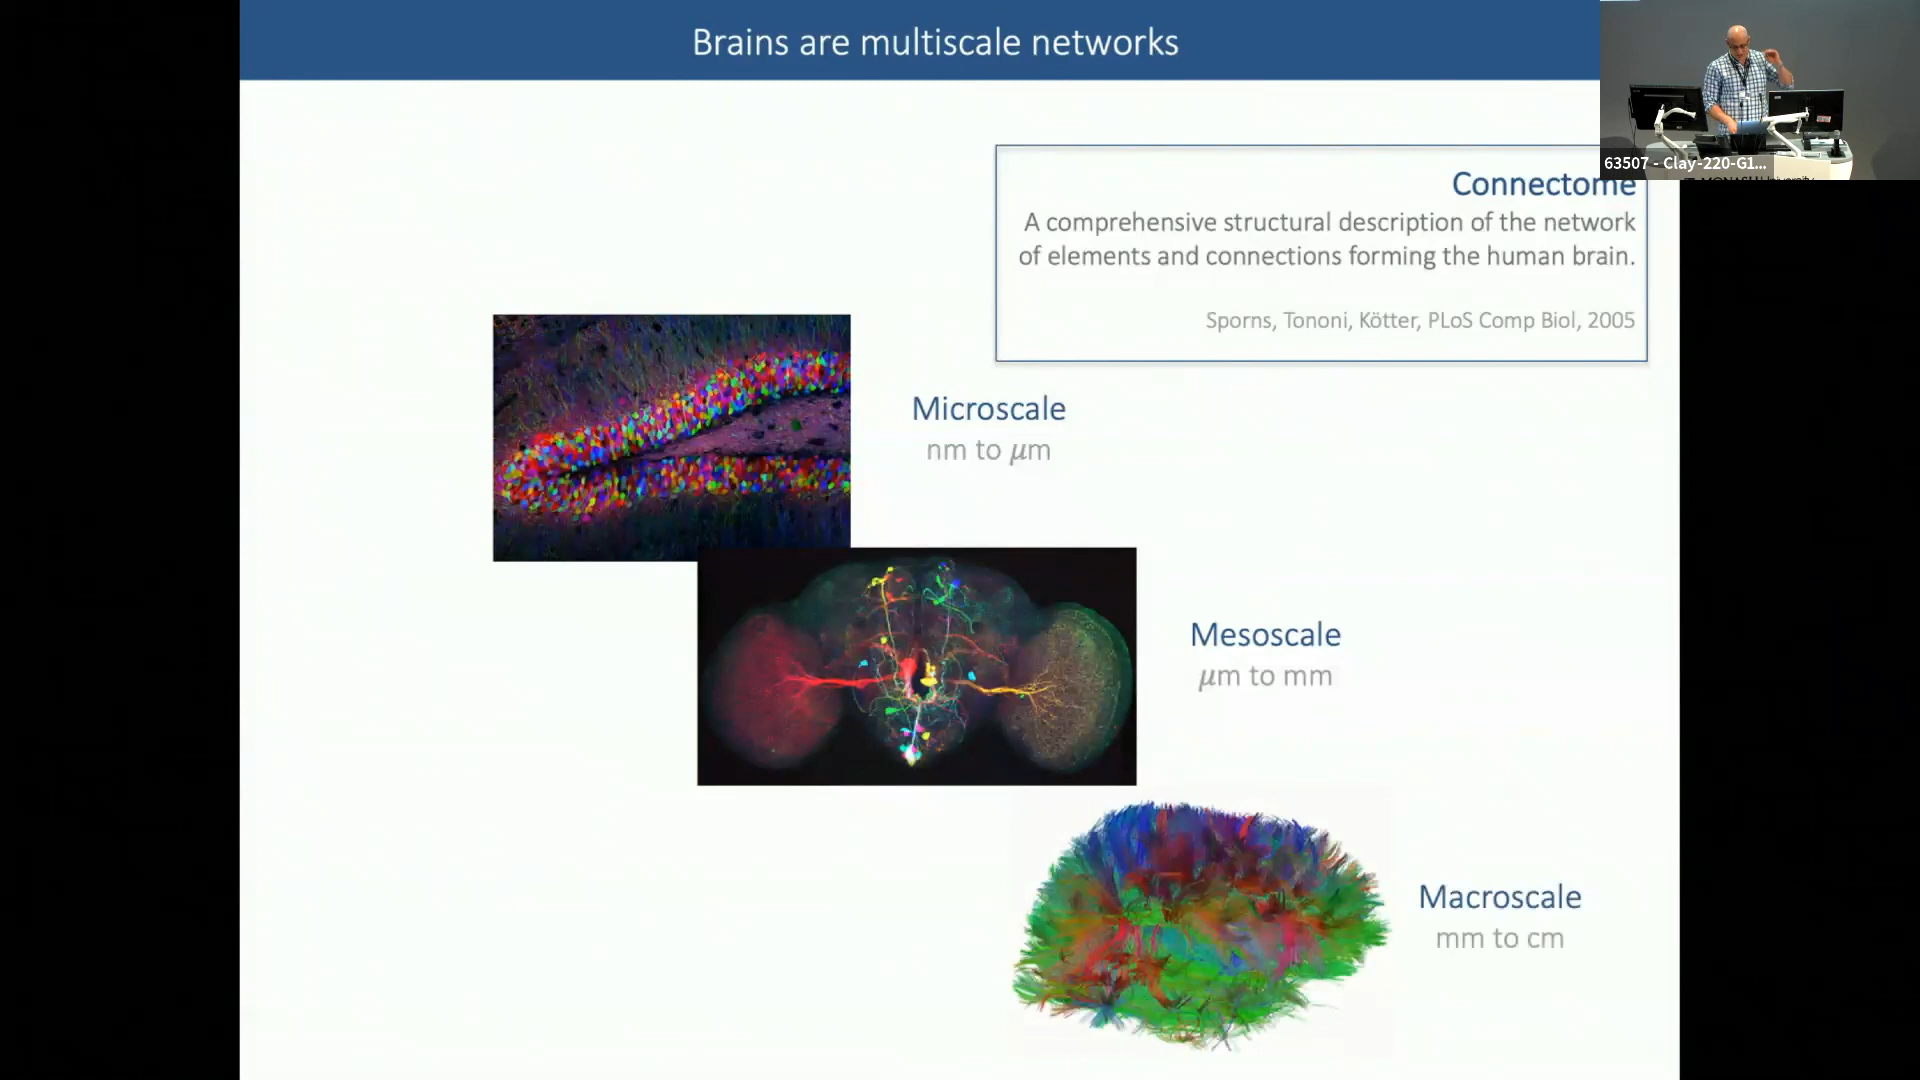 Brains are multiscale networks
63507 - Clay-220-G1...
MONASH University
Connectome
A comprehensive structural description of the network
of elements and connections forming the human brain.
Sporns, Tononi, Kötter, PLoS Comp Biol, 2005
Microscale
nm to μm
Mesoscale
μm to mm
Macroscale
mm to cm